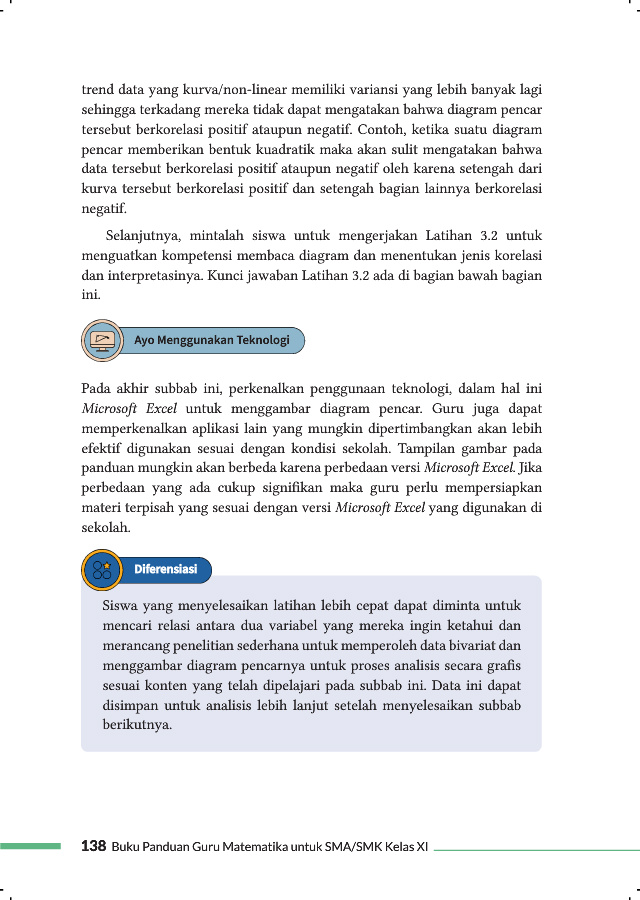 trend data yang kurva/non-linear memiliki variansi yang lebih banyak lagi
sehingga terkadang mereka tidak dapat mengatakan bahwa diagram pencar
tersebut berkorelasi positif ataupun negatif. Contoh, ketika suatu diagram
pencar memberikan bentuk kuadratik maka akan sulit mengatakan bahwa
data tersebut berkorelasi positif ataupun negatif oleh karena setengah dari
kurva tersebut berkorelasi positif dan setengah bagian lainnya berkorelasi
negatif.
Selanjutnya, mintalah siswa untuk mengerjakan Latihan 3.2 untuk
menguatkan kompetensi membaca diagram dan menentukan jenis korelasi
dan interpretasinya. Kunci jawaban Latihan 3.2 ada di bagian bawah bagian
ini.
Ayo Menggunakan Teknologi
Pada akhir subbab ini, perkenalkan penggunaan teknologi, dalam hal ini
Microsoft Excel untuk menggambar diagram pencar. Guru juga dapat
memperkenalkan aplikasi lain yang mungkin dipertimbangkan akan lebih
efektif digunakan sesuai dengan kondisi sekolah. Tampilan gambar pada
panduan mungkin akan berbeda karena perbedaan versi Microsoft Excel. Jika
perbedaan yang ada cukup signifikan maka guru perlu mempersiapkan
materi terpisah yang sesuai dengan versi Microsoft Excel yang digunakan di
sekolah.
Diferensiasi
Siswa yang menyelesaikan latihan lebih cepat dapat diminta untuk
mencari relasi antara dua variabel yang mereka ingin ketahui dan
merancang penelitian sederhana untuk memperoleh data bivariat dan
menggambar diagram pencarnya untuk proses analisis secara grafis
sesuai konten yang telah dipelajari pada subbab ini. Data ini dapat
disimpan untuk analisis lebih lanjut setelah menyelesaikan subbab
berikutnya.
138 Buku Panduan Guru Matematika untuk SMA/SMK Kelas XI